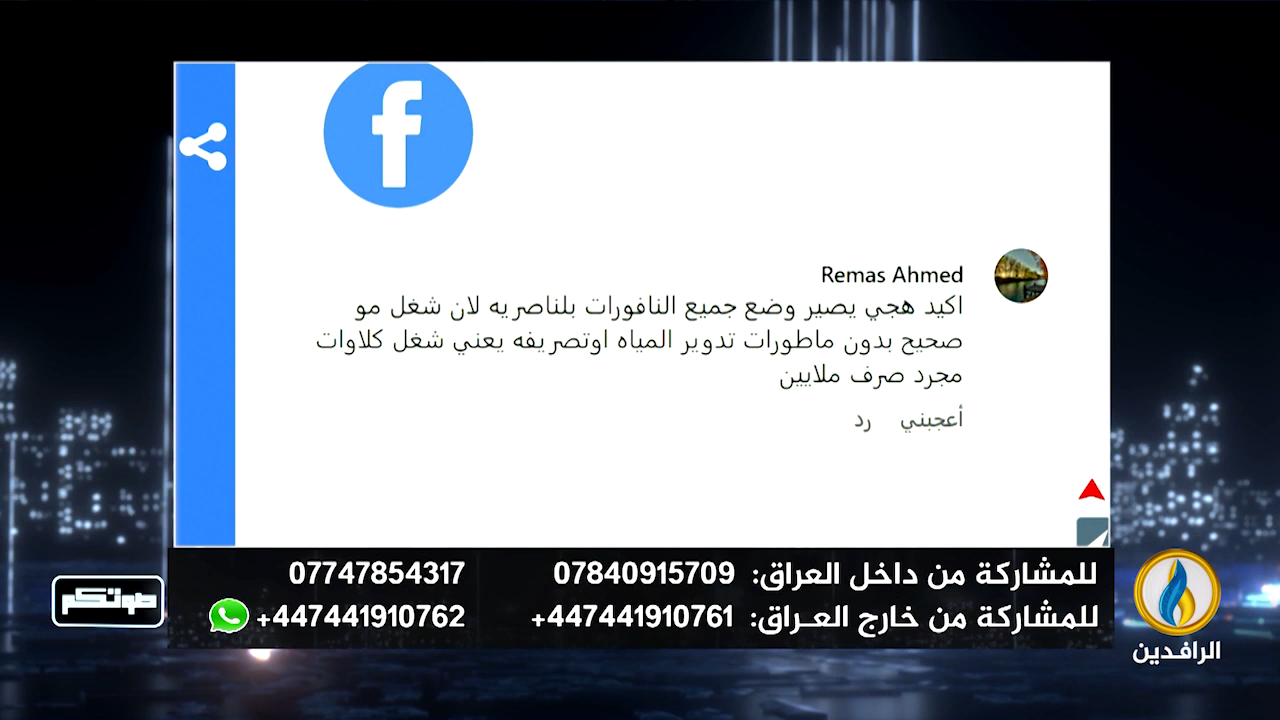 f
Remas Ahmed
اكيد هجي يصير وضع جميع النافورات بلناصريه لان شغل مو
صحيح بدون ماطورات تدوير المياه اوتصريفه يعني شغل كلاوات
مجرد صرف ملايين
أعجبني رد
للمشاركة من داخل العراق: 07840915709 07747854317
للمشاركة من خارج العـراق: +447441910761 +447441910762
صوتكم
الرافدين